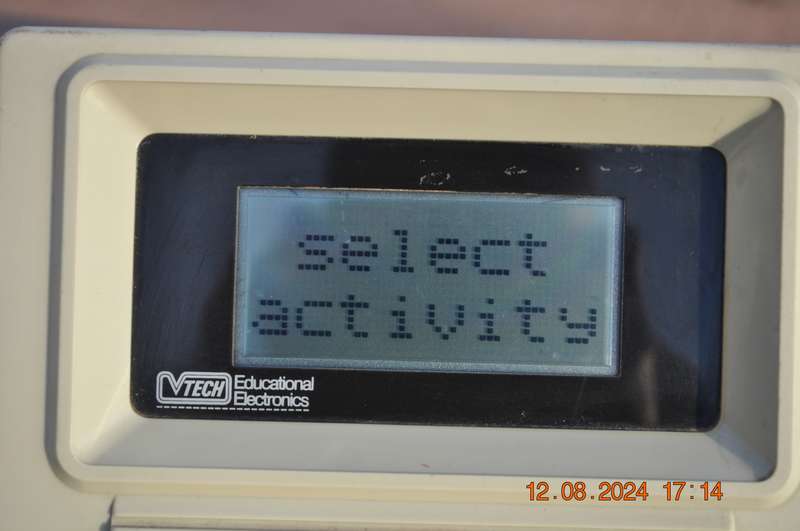 select
activity
VTECH Educational
Electronics
12.08.2024 17:14